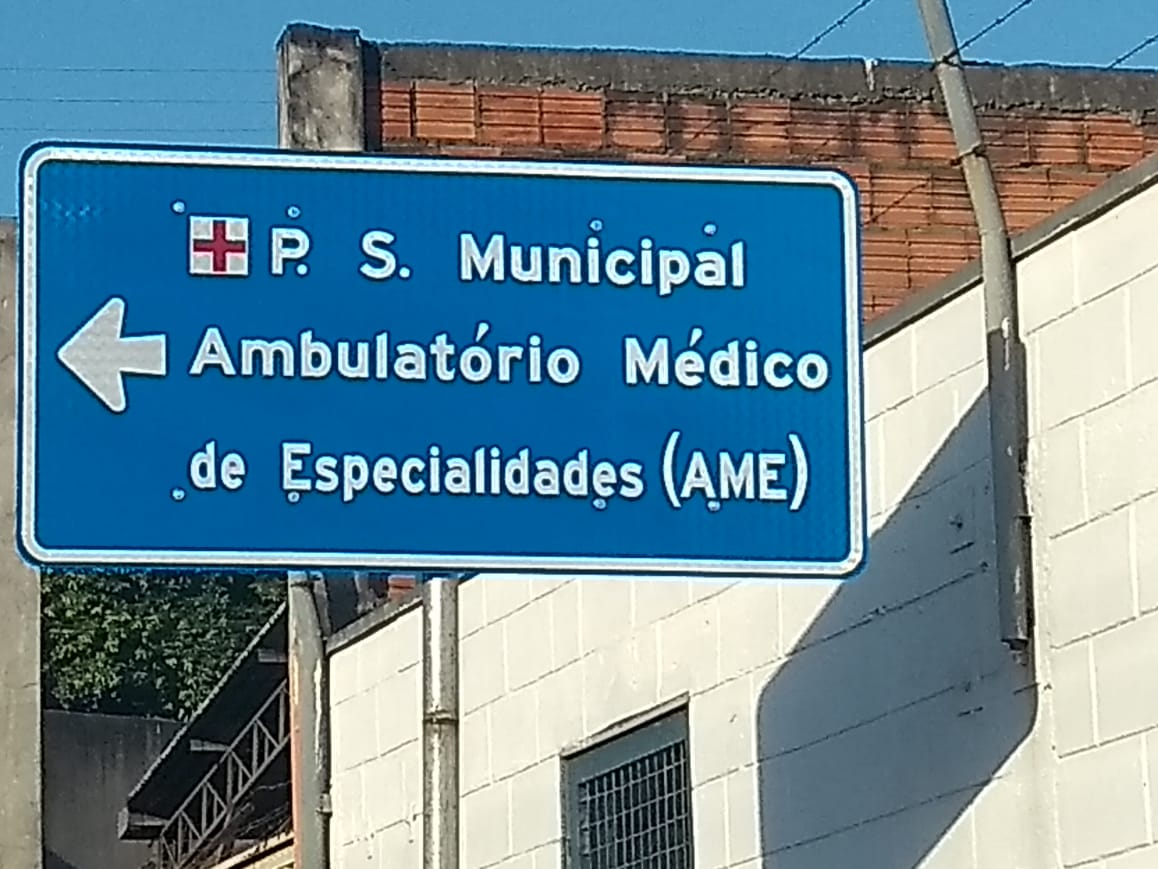 P. S. Municipal
Ambulatório Médico
de Especialidades (AME)